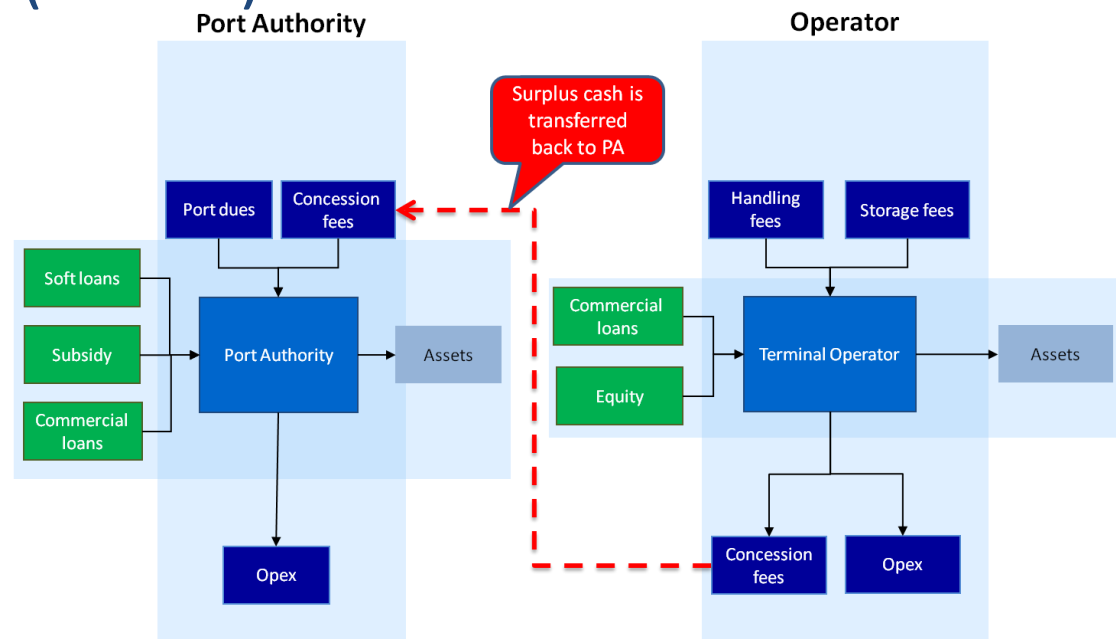 Port Authority
Operator
Surplus cash is
transferred
back to PA
Port dues
Concession
fees
Handling
fees
Storage fees
Soft loans
Subsidy
Commercial
loans
Port Authority
Assets
Commercial
loans
Equity
Terminal Operator
Assets
Opex
Concession
fees
Opex